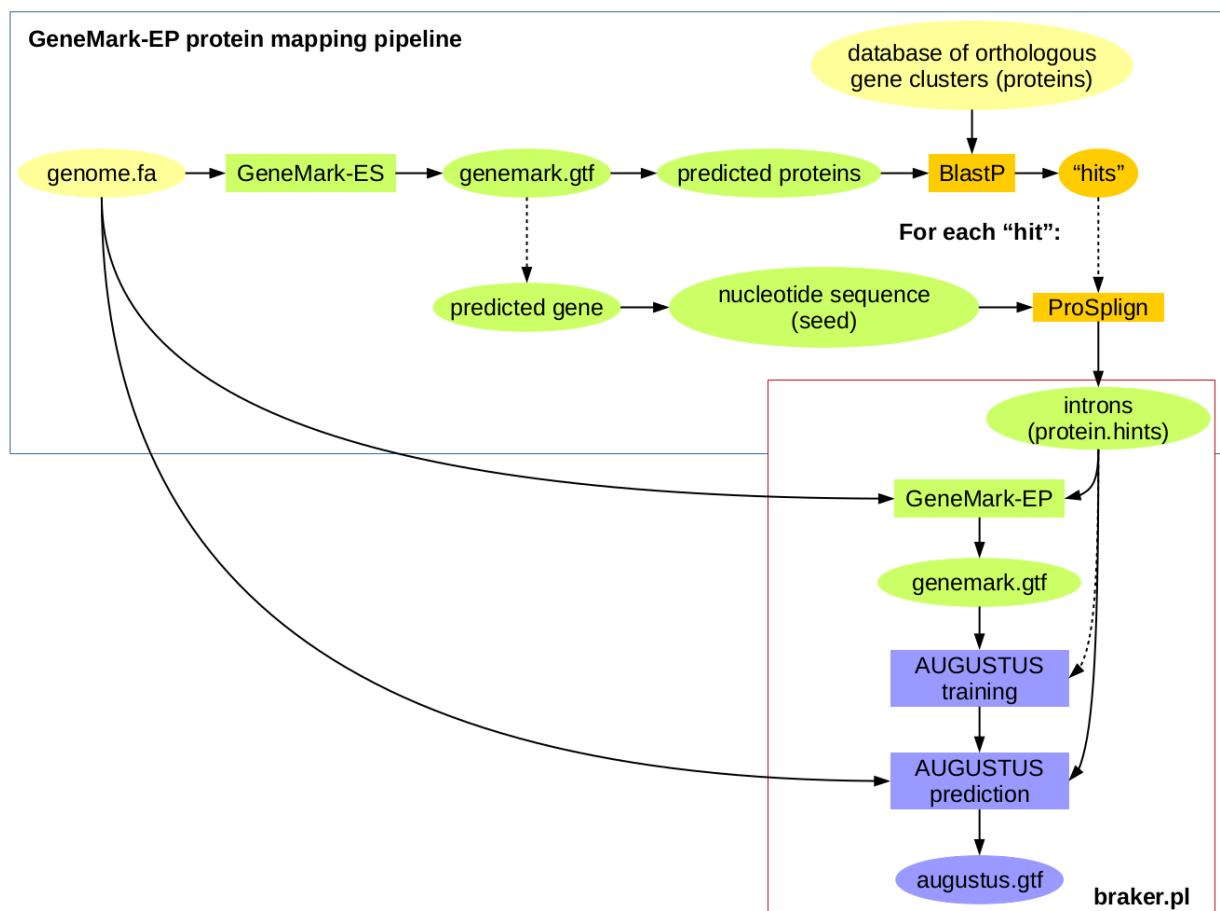 GeneMark-EP protein mapping pipeline
database of orthologous
gene clusters (proteins)
genome.fa
GeneMark-ES
genemark.gtf
predicted proteins
BlastP
“hits”
For each “hit”:
predicted gene
nucleotide sequence
(seed)
ProSplign
introns
(protein.hints)
GeneMark-EP
genemark.gtf
AUGUSTUS
training
AUGUSTUS
prediction
augustus.gtf
braker.pl